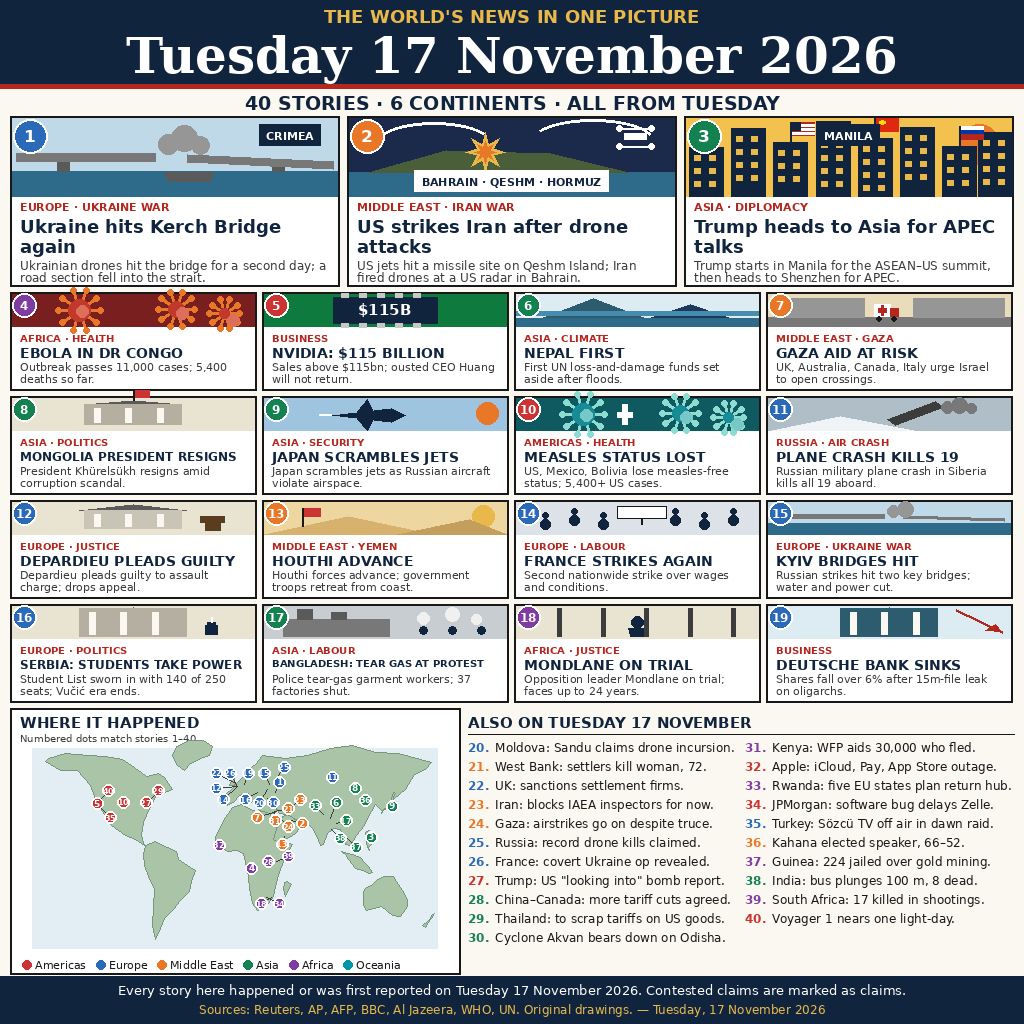 THE WORLD'S NEWS IN ONE PICTURE
Tuesday 17 November 2026
40 STORIES · 6 CONTINENTS · ALL FROM TUESDAY
1
CRIMEA
EUROPE · UKRAINE WAR
Ukraine hits Kerch Bridge
again
Ukrainian drones hit the bridge for a second day; a
road section fell into the strait.
2
BAHRAIN · QESHM · HORMUZ
MIDDLE EAST · IRAN WAR
US strikes Iran after drone
attacks
US jets hit a missile site on Qeshm Island; Iran
fired drones at a US radar in Bahrain.
3
MANILA
ASIA · DIPLOMACY
Trump heads to Asia for APEC
talks
Trump starts in Manila for the ASEAN–US summit,
then heads to Shenzhen for APEC.
4
AFRICA · HEALTH
EBOLA IN DR CONGO
Outbreak passes 11,000 cases; 5,400
deaths so far.
5
$115B
BUSINESS
NVIDIA: $115 BILLION
Sales above $115bn; ousted CEO Huang
will not return.
6
ASIA · CLIMATE
NEPAL FIRST
First UN loss-and-damage funds set
aside after floods.
7
MIDDLE EAST · GAZA
GAZA AID AT RISK
UK, Australia, Canada, Italy urge Israel
to open crossings.
8
ASIA · POLITICS
MONGOLIA PRESIDENT RESIGNS
President Khürelsükh resigns amid
corruption scandal.
9
ASIA · SECURITY
JAPAN SCRAMBLES JETS
Japan scrambles jets as Russian aircraft
violate airspace.
10
AMERICAS · HEALTH
MEASLES STATUS LOST
US, Mexico, Bolivia lose measles-free
status; 5,400+ US cases.
11
RUSSIA · AIR CRASH
PLANE CRASH KILLS 19
Russian military plane crash in Siberia
kills all 19 aboard.
12
EUROPE · JUSTICE
DEPARDIEU PLEADS GUILTY
Depardieu pleads guilty to assault
charge; drops appeal.
13
MIDDLE EAST · YEMEN
HOUTHI ADVANCE
Houthi forces advance; government
troops retreat from coast.
14
EUROPE · LABOUR
FRANCE STRIKES AGAIN
Second nationwide strike over wages
and conditions.
15
EUROPE · UKRAINE WAR
KYIV BRIDGES HIT
Russian strikes hit two key bridges;
water and power cut.
16
EUROPE · POLITICS
SERBIA: STUDENTS TAKE POWER
Student List sworn in with 140 of 250
seats; Vučić era ends.
17
ASIA · LABOUR
BANGLADESH: TEAR GAS AT PROTEST
Police tear-gas garment workers; 37
factories shut.
18
AFRICA · JUSTICE
MONDLANE ON TRIAL
Opposition leader Mondlane on trial;
faces up to 24 years.
19
BUSINESS
DEUTSCHE BANK SINKS
Shares fall over 6% after 15m-file leak
on oligarchs.
WHERE IT HAPPENED
Numbered dots match stories 1–40
Americas
Europe
Middle East
Asia
Africa
Oceania
ALSO ON TUESDAY 17 NOVEMBER
20. Moldova: Sandu claims drone incursion.
21. West Bank: settlers kill woman, 72.
22. UK: sanctions settlement firms.
23. Iran: blocks IAEA inspectors for now.
24. Gaza: airstrikes go on despite truce.
25. Russia: record drone kills claimed.
26. France: covert Ukraine op revealed.
27. Trump: US "looking into" bomb report.
28. China–Canada: more tariff cuts agreed.
29. Thailand: to scrap tariffs on US goods.
30. Cyclone Akvan bears down on Odisha.
31. Kenya: WFP aids 30,000 who fled.
32. Apple: iCloud, Pay, App Store outage.
33. Rwanda: five EU states plan return hub.
34. JPMorgan: software bug delays Zelle.
35. Turkey: Sözcü TV off air in dawn raid.
36. Kahana elected speaker, 66–52.
37. Guinea: 224 jailed over gold mining.
38. India: bus plunges 100 m, 8 dead.
39. South Africa: 17 killed in shootings.
40. Voyager 1 nears one light-day.
Every story here happened or was first reported on Tuesday 17 November 2026. Contested claims are marked as claims.
Sources: Reuters, AP, AFP, BBC, Al Jazeera, WHO, UN. Original drawings. — Tuesday, 17 November 2026